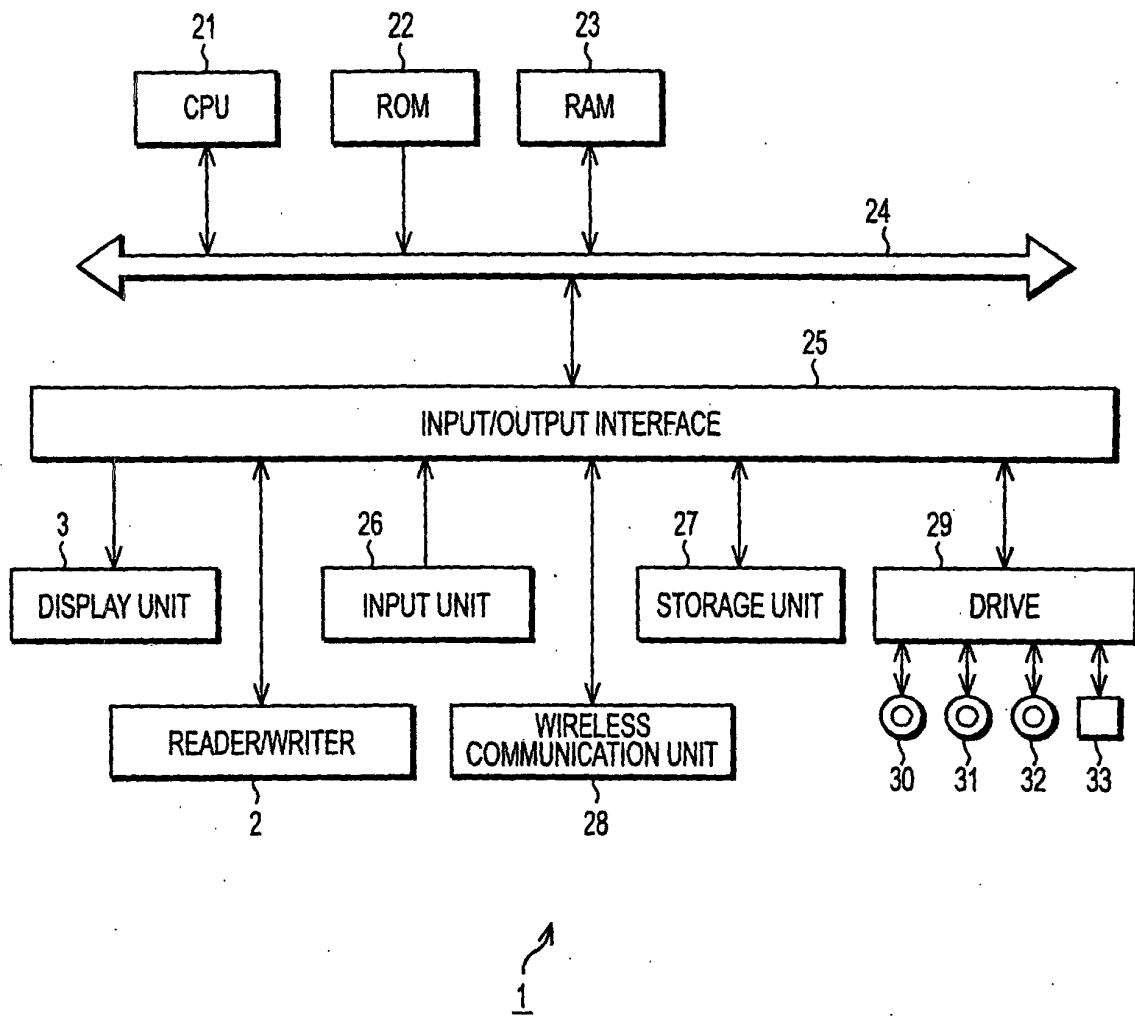 21
22
23
CPU
ROM
RAM
24
25
INPUT/OUTPUT INTERFACE
3
26
27
29
DISPLAY UNIT
INPUT UNIT
STORAGE UNIT
DRIVE
READER/WRITER
WIRELESS
COMMUNICATION UNIT
30
31
32
33
2
28
1